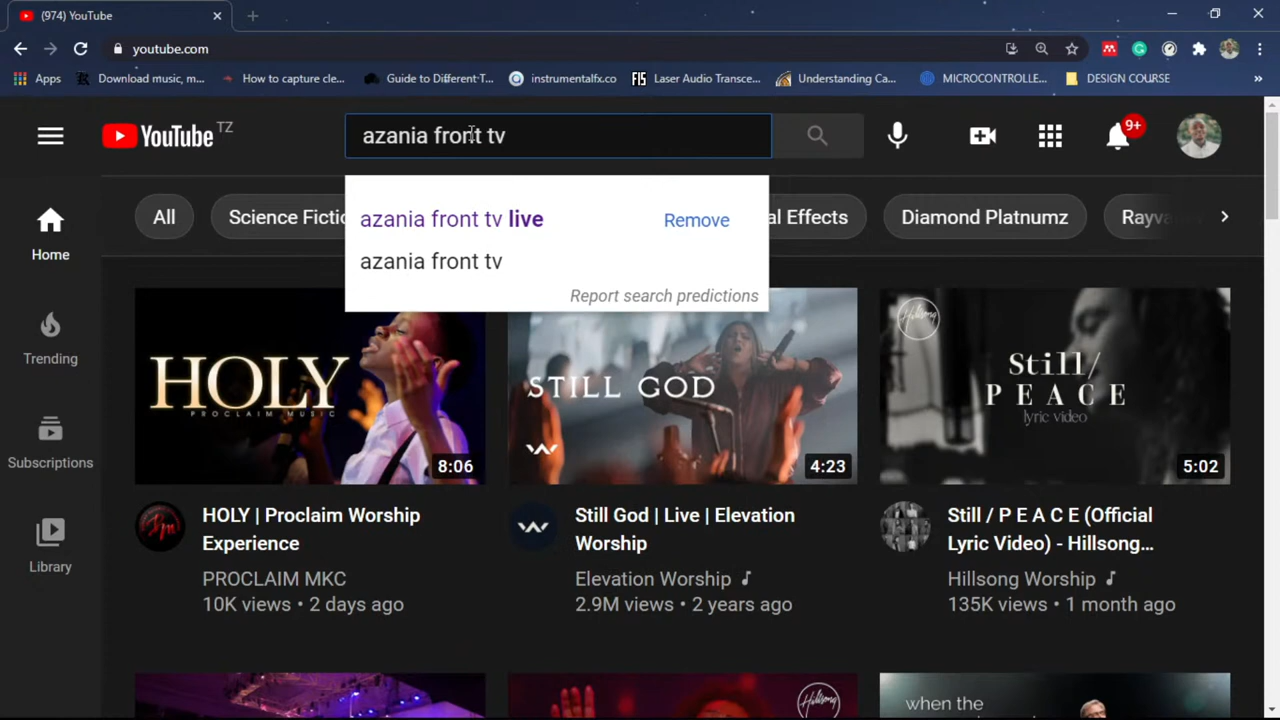 (974) YouTube
youtube.com
Apps
Download music, m...
How to capture cle...
Guide to Different T...
instrumentalfx.co
FIS
Laser Audio Transce...
Understanding Ca...
MICROCONTROLLE...
DESIGN COURSE
»
YouTube TZ
azania front tv
9+
azania front tv live
Remove
azania front tv
Report search predictions
All
Science Fictio
al Effects
Diamond Platnumz
Rayva
Home
Trending
Subscriptions
Library
HOLY
PROCLAIM MUSIC
8:06
STILL GOD
4:23
Hillsong
Still/
PEACE
lyric video
5:02
HOLY | Proclaim Worship
Experience
PROCLAIM MKC
10K views • 2 days ago
Still God | Live | Elevation
Worship
Elevation Worship
2.9M views • 2 years ago
Still / P E A C E (Official
Lyric Video) - Hillsong...
Hillsong Worship
135K views • 1 month ago
Hillsong
when the